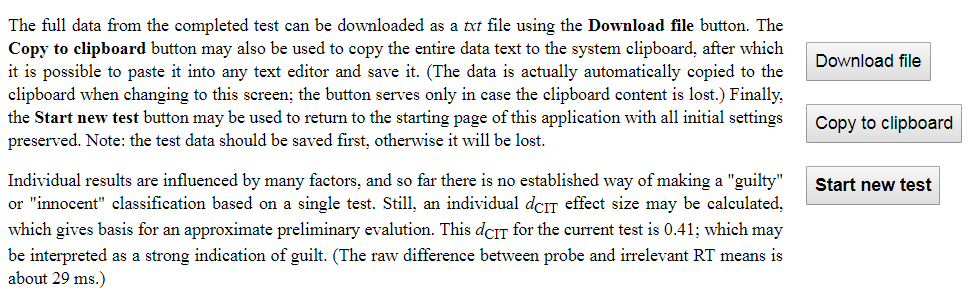 The full data from the completed test can be downloaded as a txt file using the Download file button. The
Copy to clipboard button may also be used to copy the entire data text to the system clipboard, after which
it is possible to paste it into any text editor and save it. (The data is actually automatically copied to the
clipboard when changing to this screen; the button serves only in case the clipboard content is lost.) Finally,
the Start new test button may be used to return to the starting page of this application with all initial settings
preserved. Note: the test data should be saved first, otherwise it will be lost.
Individual results are influenced by many factors, and so far there is no established way of making a "guilty"
or "innocent" classification based on a single test. Still, an individual dCIT effect size may be calculated,
which gives basis for an approximate preliminary evalution. This dCIT for the current test is 0.41; which may
be interpreted as a strong indication of guilt. (The raw difference between probe and irrelevant RT means is
about 29 ms.)
Download file
Copy to clipboard
Start new test